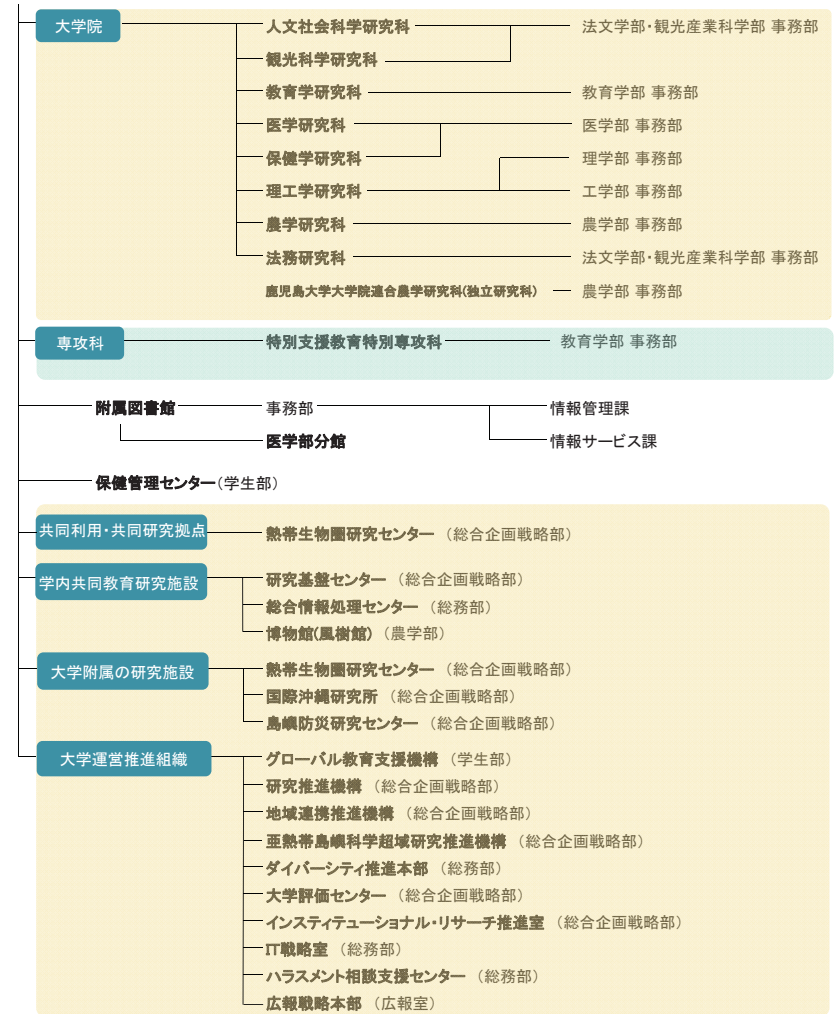 大学院 人文社会科学研究科 法文学部・観光産業科学部 事務部
観光科学研究科
教育学研究科 教育学部 事務部
医学研究科 医学部 事務部
保健学研究科 理学部 事務部
理工学研究科 工学部 事務部
農学研究科 農学部 事務部
法務研究科 法文学部・観光産業科学部 事務部
鹿児島大学大学院連合農学研究科(独立研究科) 農学部 事務部
専攻科 特別支援教育特別専攻科 教育学部 事務部
附属図書館 事務部 情報管理課
医学部分館 情報サービス課
保健管理センター(学生部)
共同利用・共同研究拠点 熱帯生物圏研究センター (総合企画戦略部)
学内共同教育研究施設 研究基盤センター (総合企画戦略部)
総合情報処理センター (総務部)
博物館(風樹館) (農学部)
大学附属の研究施設 熱帯生物圏研究センター (総合企画戦略部)
国際沖縄研究所 (総合企画戦略部)
島嶼防災研究センター (総合企画戦略部)
大学運営推進組織 グローバル教育支援機構 (学生部)
研究推進機構 (総合企画戦略部)
地域連携推進機構 (総合企画戦略部)
亜熱帯島嶼科学超域研究推進機構 (総合企画戦略部)
ダイバーシティ推進本部 (総務部)
大学評価センター (総合企画戦略部)
インスティテューショナル・リサーチ推進室 (総合企画戦略部)
IT戦略室 (総務部)
ハラスメント相談支援センター (総務部)
広報戦略本部 (広報室)